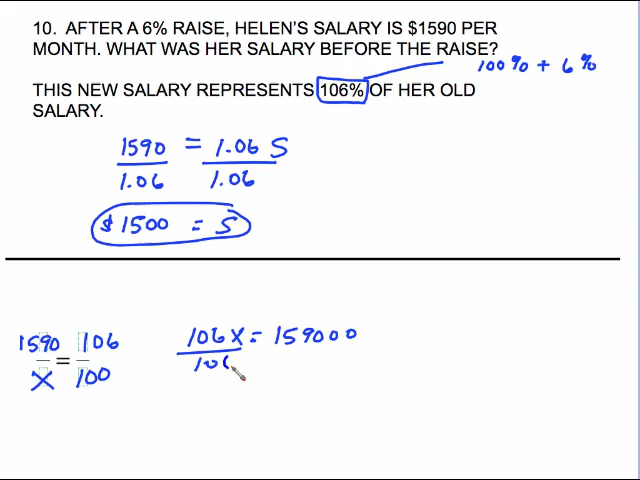 10. AFTER A 6% RAISE, HELEN'S SALARY IS $1590 PER
MONTH. WHAT WAS HER SALARY BEFORE THE RAISE?
100% + 6%
THIS NEW SALARY REPRESENTS 106% OF HER OLD
SALARY.
1590 = 1.06 S
1.06 1.06
$1500 = S
1590 = 106
X 100
106X = 159000
106